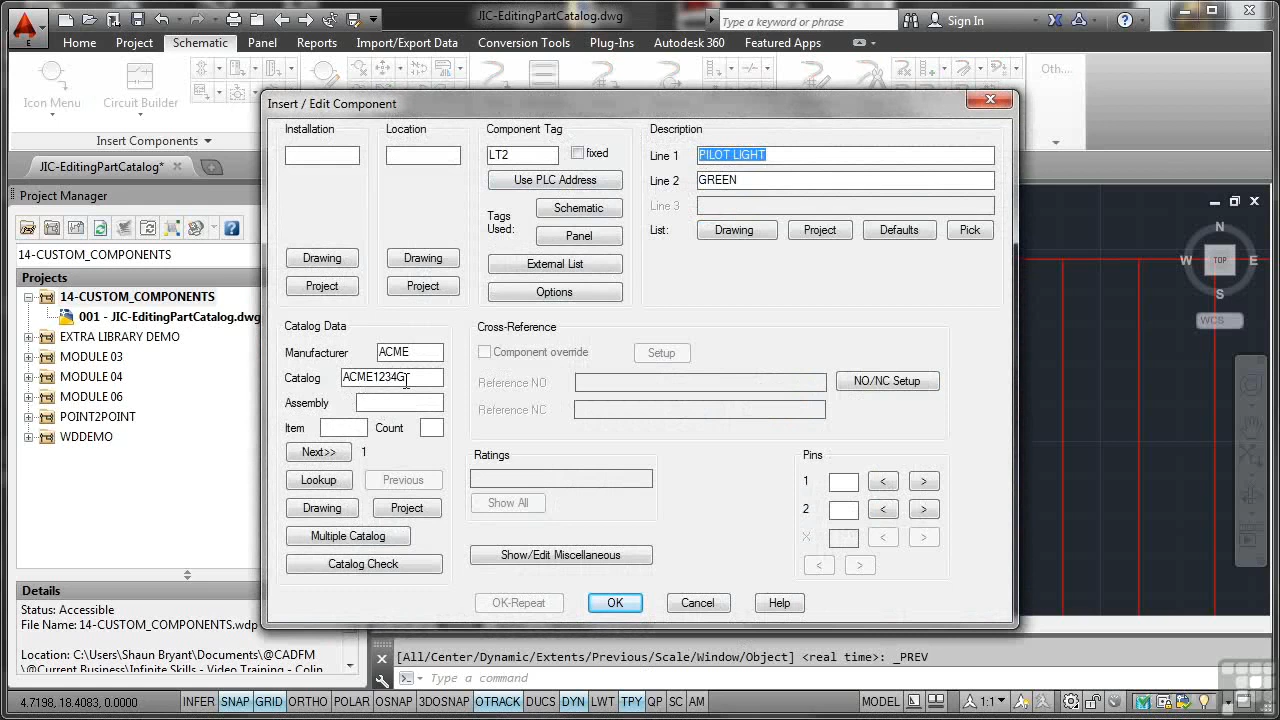 JIC-EditingPartCatalog.dwg
Type a keyword or phrase
Sign In
E
Home Project Schematic Panel Reports Import/Export Data Conversion Tools Plug-Ins Autodesk 360 Featured Apps
Icon Menu
Circuit Builder
Insert Components
Oth...
JIC-EditingPartCatalog*
Project Manager
14-CUSTOM_COMPONENTS
Projects
14-CUSTOM_COMPONENTS
001 - JIC-EditingPartCatalog.dwg
EXTRA LIBRARY DEMO
MODULE 03
MODULE 04
MODULE 06
POINT2POINT
WDDEMO
Details
Status: Accessible
File Name: 14-CUSTOM_COMPONENTS.wdp
Location: C:\Users\Shaun Bryant\Documents\@CADFM
\@Current Business\Infinite Skills - Video Training - Colin
Insert / Edit Component
Installation
Drawing
Project
Location
Drawing
Project
Component Tag
LT2
fixed
Use PLC Address
Tags
Used:
Schematic
Panel
External List
Options
Description
Line 1 PILOT LIGHT
Line 2 GREEN
Line 3
List: Drawing Project Defaults Pick
Catalog Data
Manufacturer ACME
Catalog ACME1234G
Assembly
Item Count
Next>> 1
Lookup Previous
Drawing Project
Multiple Catalog
Catalog Check
Cross-Reference
Component override Setup
Reference NO
Reference NC
NO/NC Setup
Ratings
Show All
Show/Edit Miscellaneous
Pins
1 < >
2 < >
X < >
< >
OK-Repeat OK Cancel Help
N
W TOP E
S
WCS
[All/Center/Dynamic/Extents/Previous/Scale/Window/Object] <real time>: _PREV
Type a command
4.7198, 18.4083, 0.0000 INFER SNAP GRID ORTHO POLAR OSNAP 3DOSNAP OTRACK DUCS DYN LWT TPY QP SC AM MODEL 1:1